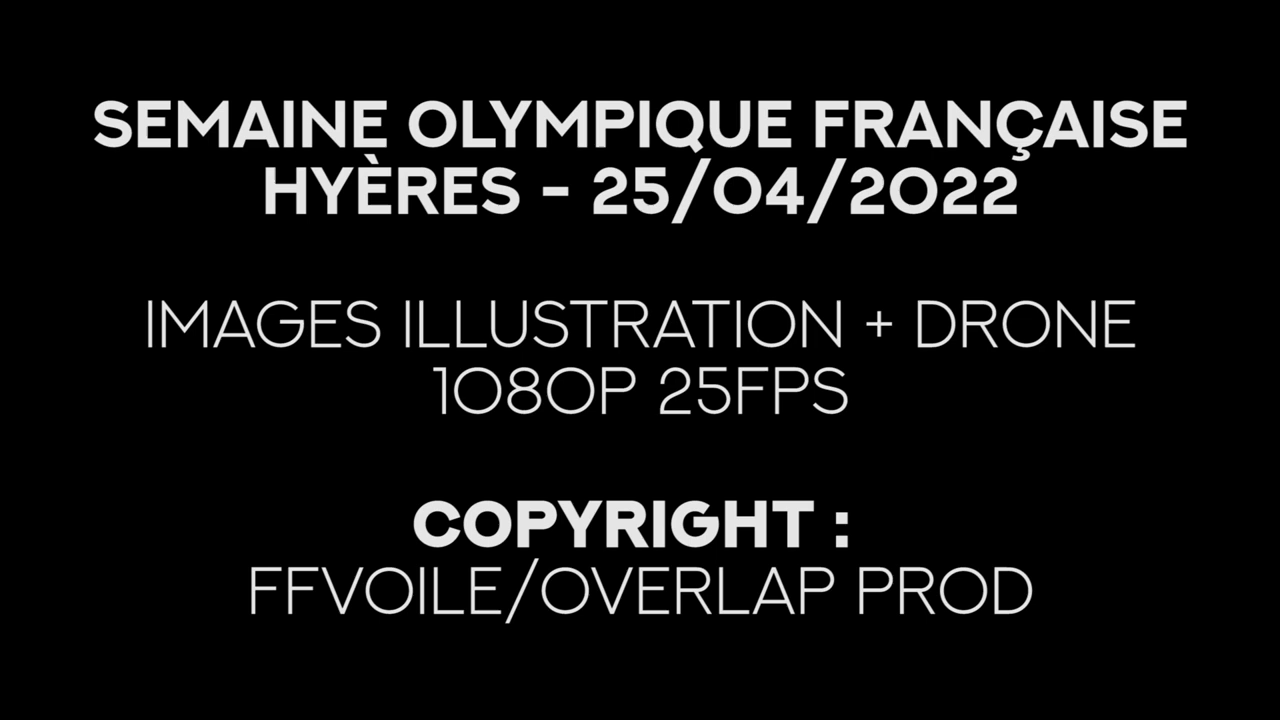 SEMAINE OLYMPIQUE FRANÇAISE
HYÈRES - 25/04/2022
IMAGES ILLUSTRATION + DRONE
1080P 25FPS
COPYRIGHT :
FFVOILE/OVERLAP PROD